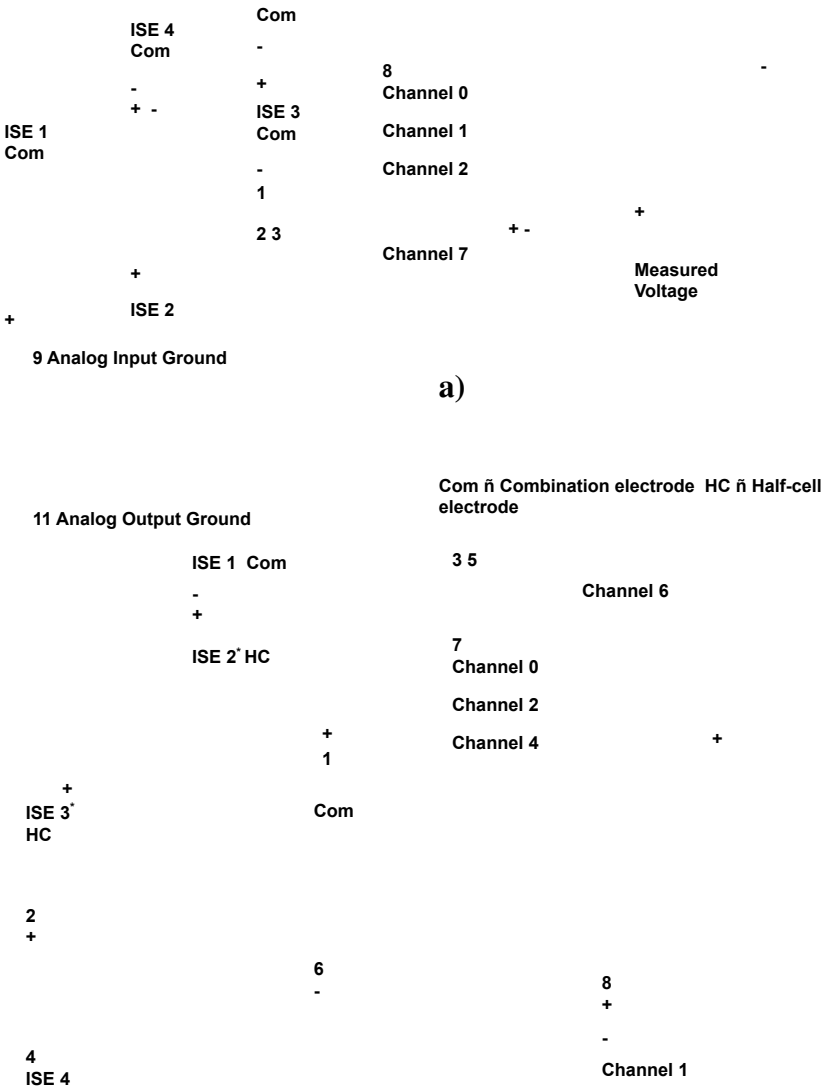 Com
ISE 4
Com
-
-
+
8
-
Channel 0
+ -
ISE 3
Com
ISE 1
Com
Channel 1
-
Channel 2
1
+
2 3
+ -
Channel 7
+
Measured
Voltage
ISE 2
+
9 Analog Input Ground
a)
Com ñ Combination electrode HC ñ Half-cell
electrode
11 Analog Output Ground
ISE 1 Com
3 5
-
Channel 6
+
7
ISE 2* HC
Channel 0
Channel 2
+
Channel 4
+
1
+
ISE 3*
HC
Com
2
+
6
-
8
+
-
4
ISE 4
Channel 1